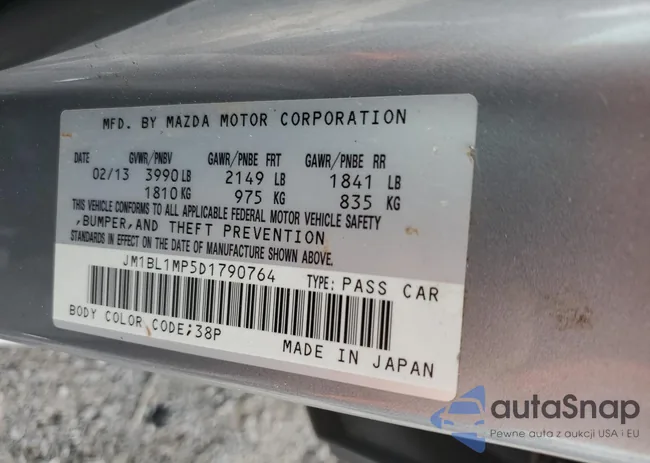 MFD. BY MAZDA MOTOR CORPORATION
DATE GVWR/PNBV GAWR/PNBE FRT GAWR/PNBE RR
02/13 3990 LB 2149 LB 1841 LB
1810 KG 975 KG 835 KG
THIS VEHICLE CONFORMS TO ALL APPLICABLE FEDERAL MOTOR VEHICLE SAFETY
,BUMPER,AND THEFT PREVENTION
STANDARDS IN EFFECT ON THE DATE OF MANUFACTURE SHOWN ABOVE.
JM1BL1MP5D1790764 TYPE: PASS CAR
BODY COLOR CODE;38P
MADE IN JAPAN
autaSnap
Pewne auta z aukcji USA i EU